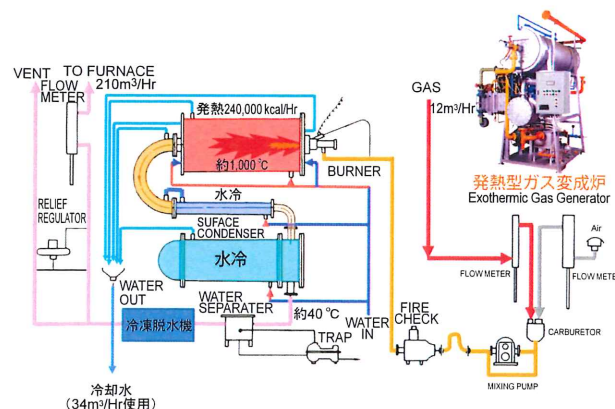 VENT
TO FURNACE
210m³/Hr
FLOW
METER
発熱240,000 kcal/Hr
GAS
12m³/Hr
約1,000℃
BURNER
水冷
SUFACE
CONDENSER
発熱型ガス変成炉
Exothermic Gas Generator
RELIEF
REGULATOR
水冷
Air
FLOW METER
FLOW METE
WATER
OUT
WATER
SEPARATER
約40℃
WATER
IN
FIRE
CHECK
CARBURETOR
冷凍脱水機
TRAP
MIXING PUMP
冷却水
(34m³/Hr使用)